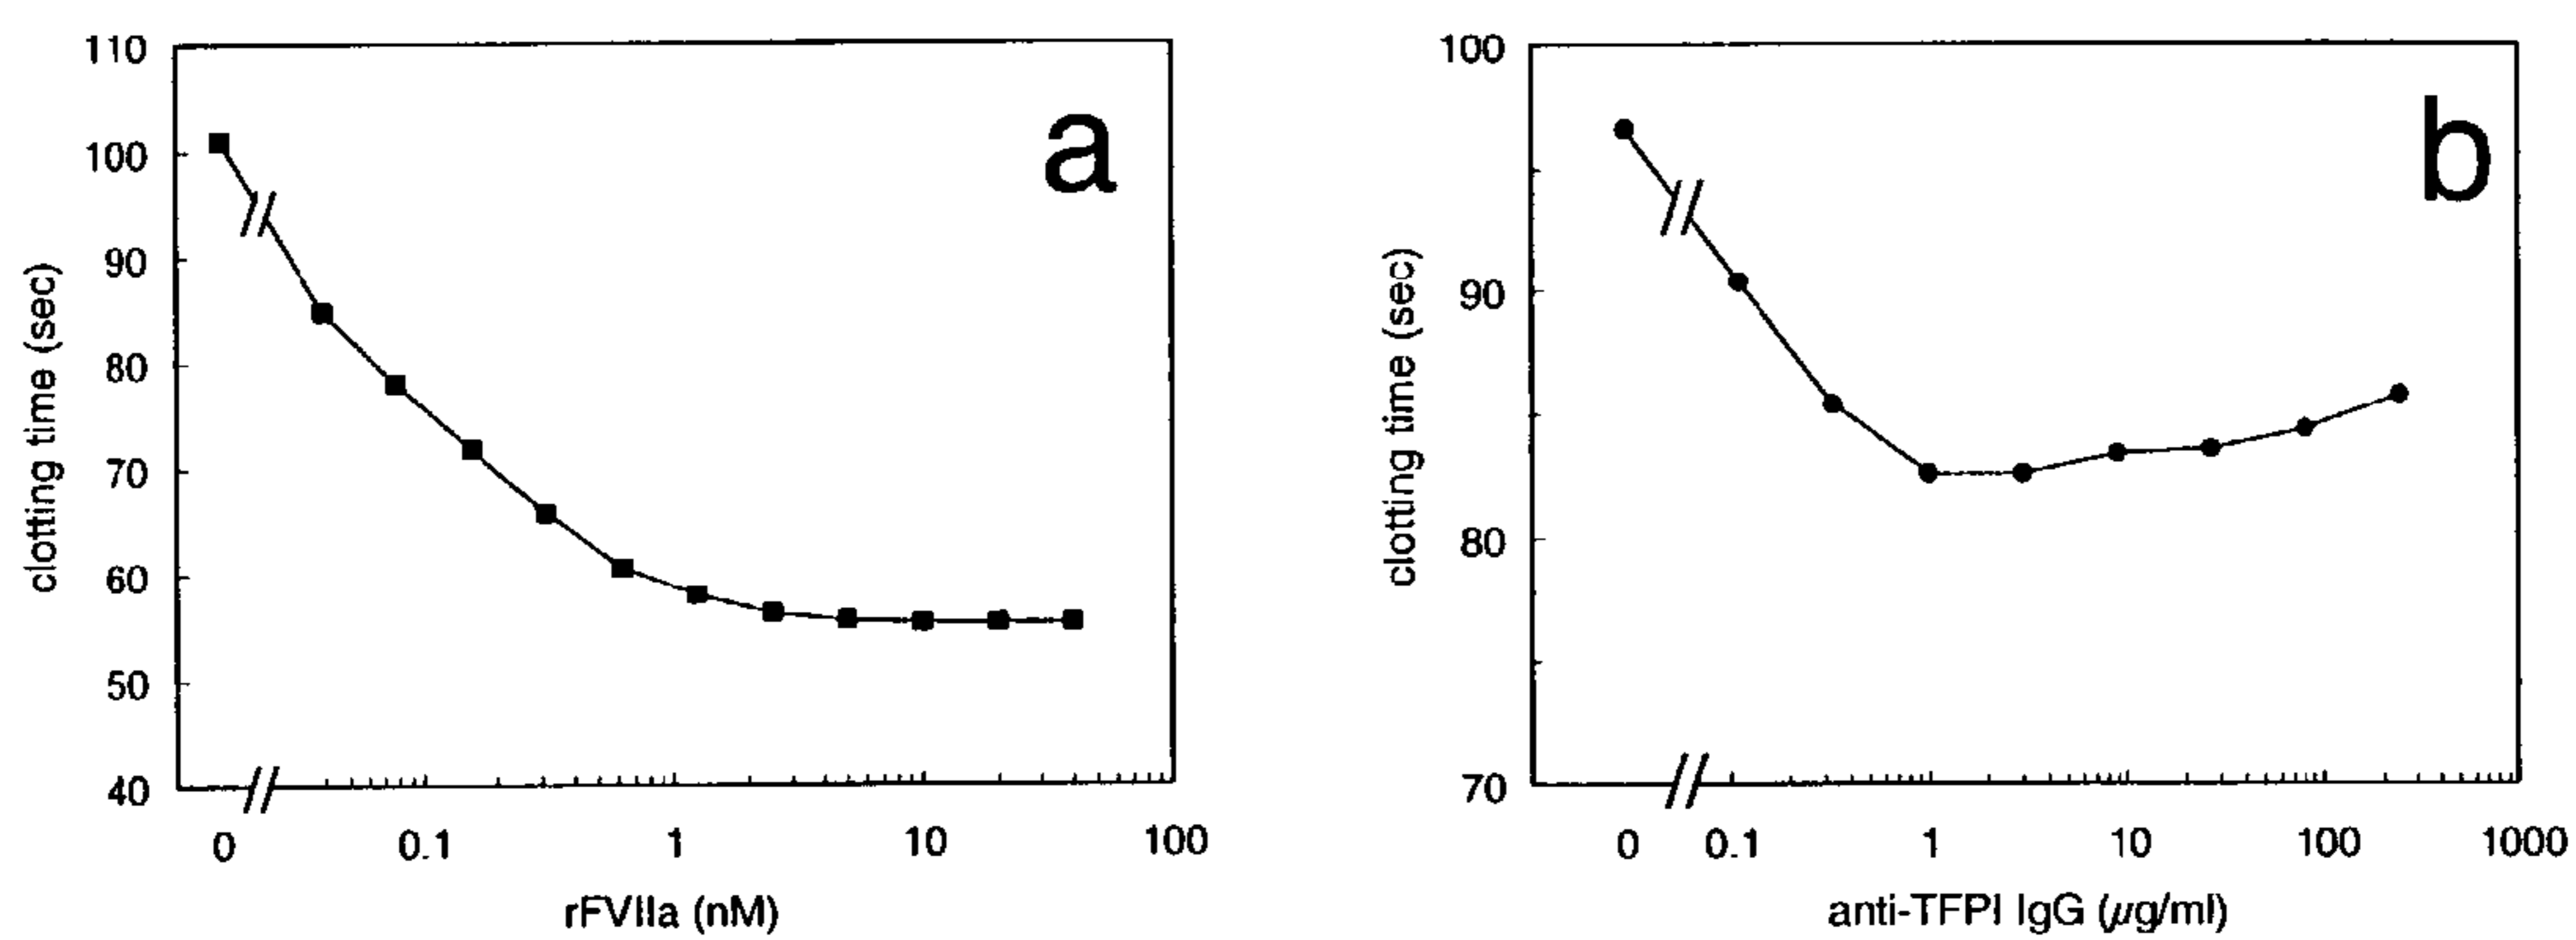 a
110
100
90
80
70
60
50
40
clotting time (sec)
0 0.1 1 10 100
rFVIIa (nM)
b
100
90
80
70
clotting time (sec)
0 0.1 1 10 100 1000
anti-TFPI IgG (µg/ml)